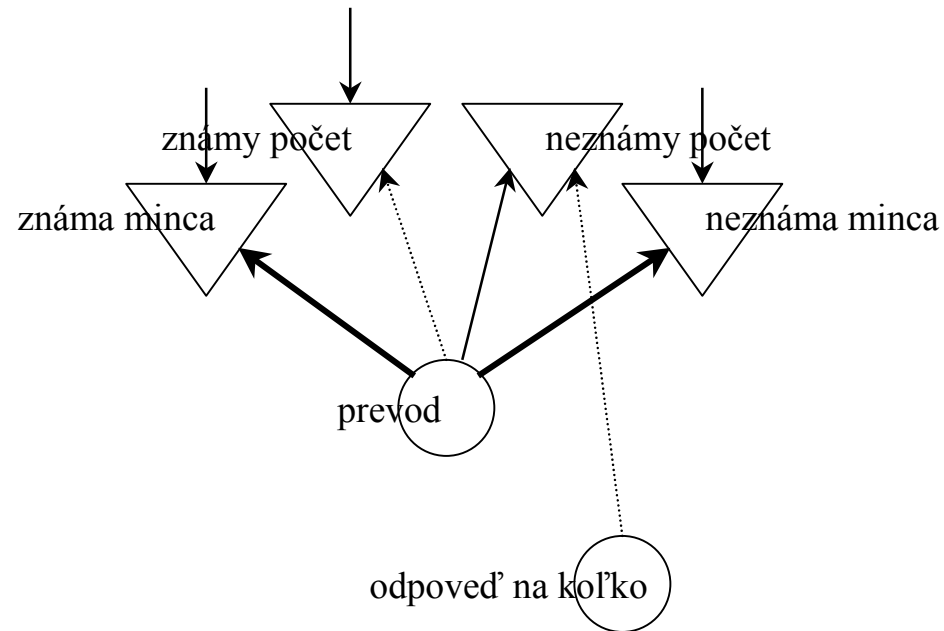 známy počet
neznámy počet
známa minca
neznáma minca
prevod
odpoveď na koľko